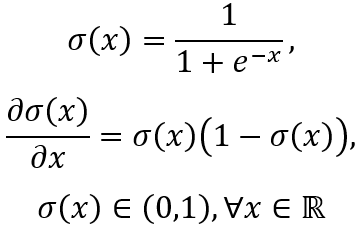 σ(x) = 1 / (1 + e^{-x}),
∂σ(x)/∂x = σ(x)(1 − σ(x)),
σ(x) ∈ (0,1), ∀x ∈ ℝ